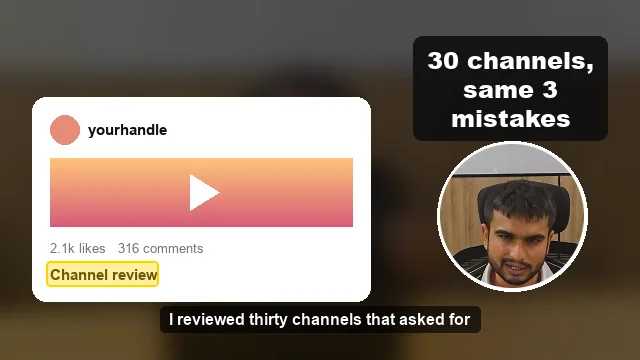 30 channels,
same 3
mistakes
yourhandle
2.1k likes 316 comments
Channel review
I reviewed thirty channels that asked for